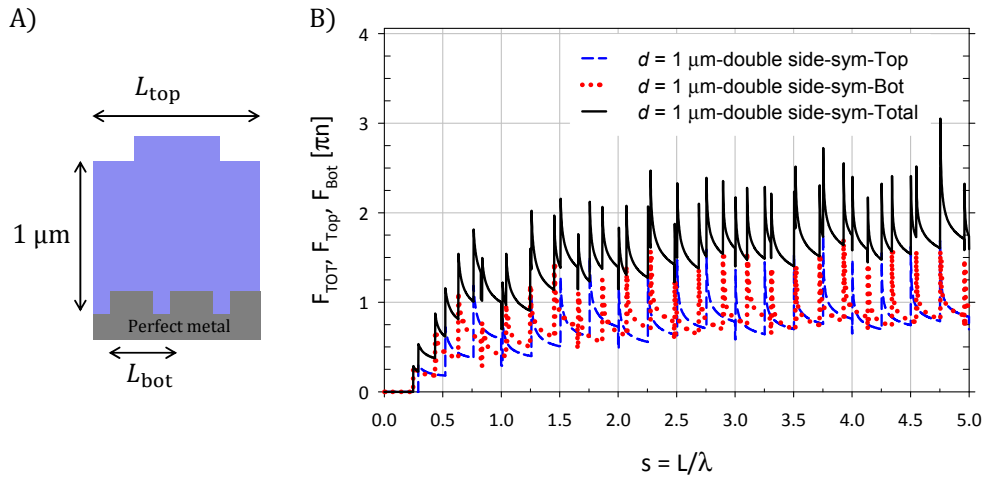 A)
L_top
1 μm
Perfect metal
L_bot
B)
F_TOT, F_Top, F_Bot [πn]
4
3
2
1
0
d = 1 μm-double side-sym-Top
d = 1 μm-double side-sym-Bot
d = 1 μm-double side-sym-Total
0.0 0.5 1.0 1.5 2.0 2.5 3.0 3.5 4.0 4.5 5.0
s = L/λ